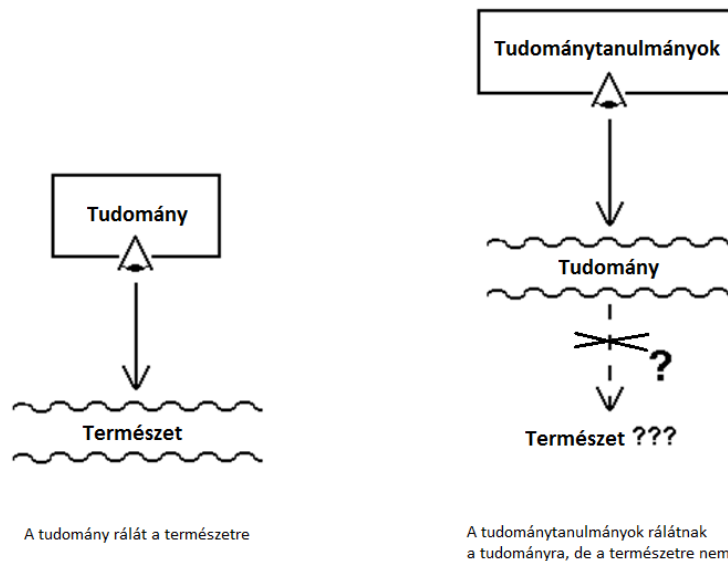 Tudomány
Természet
A tudomány rálát a természetre
Tudománytanulmányok
Tudomány
?
Természet ???
A tudománytanulmányok rálátnak
a tudományra, de a természetre nem